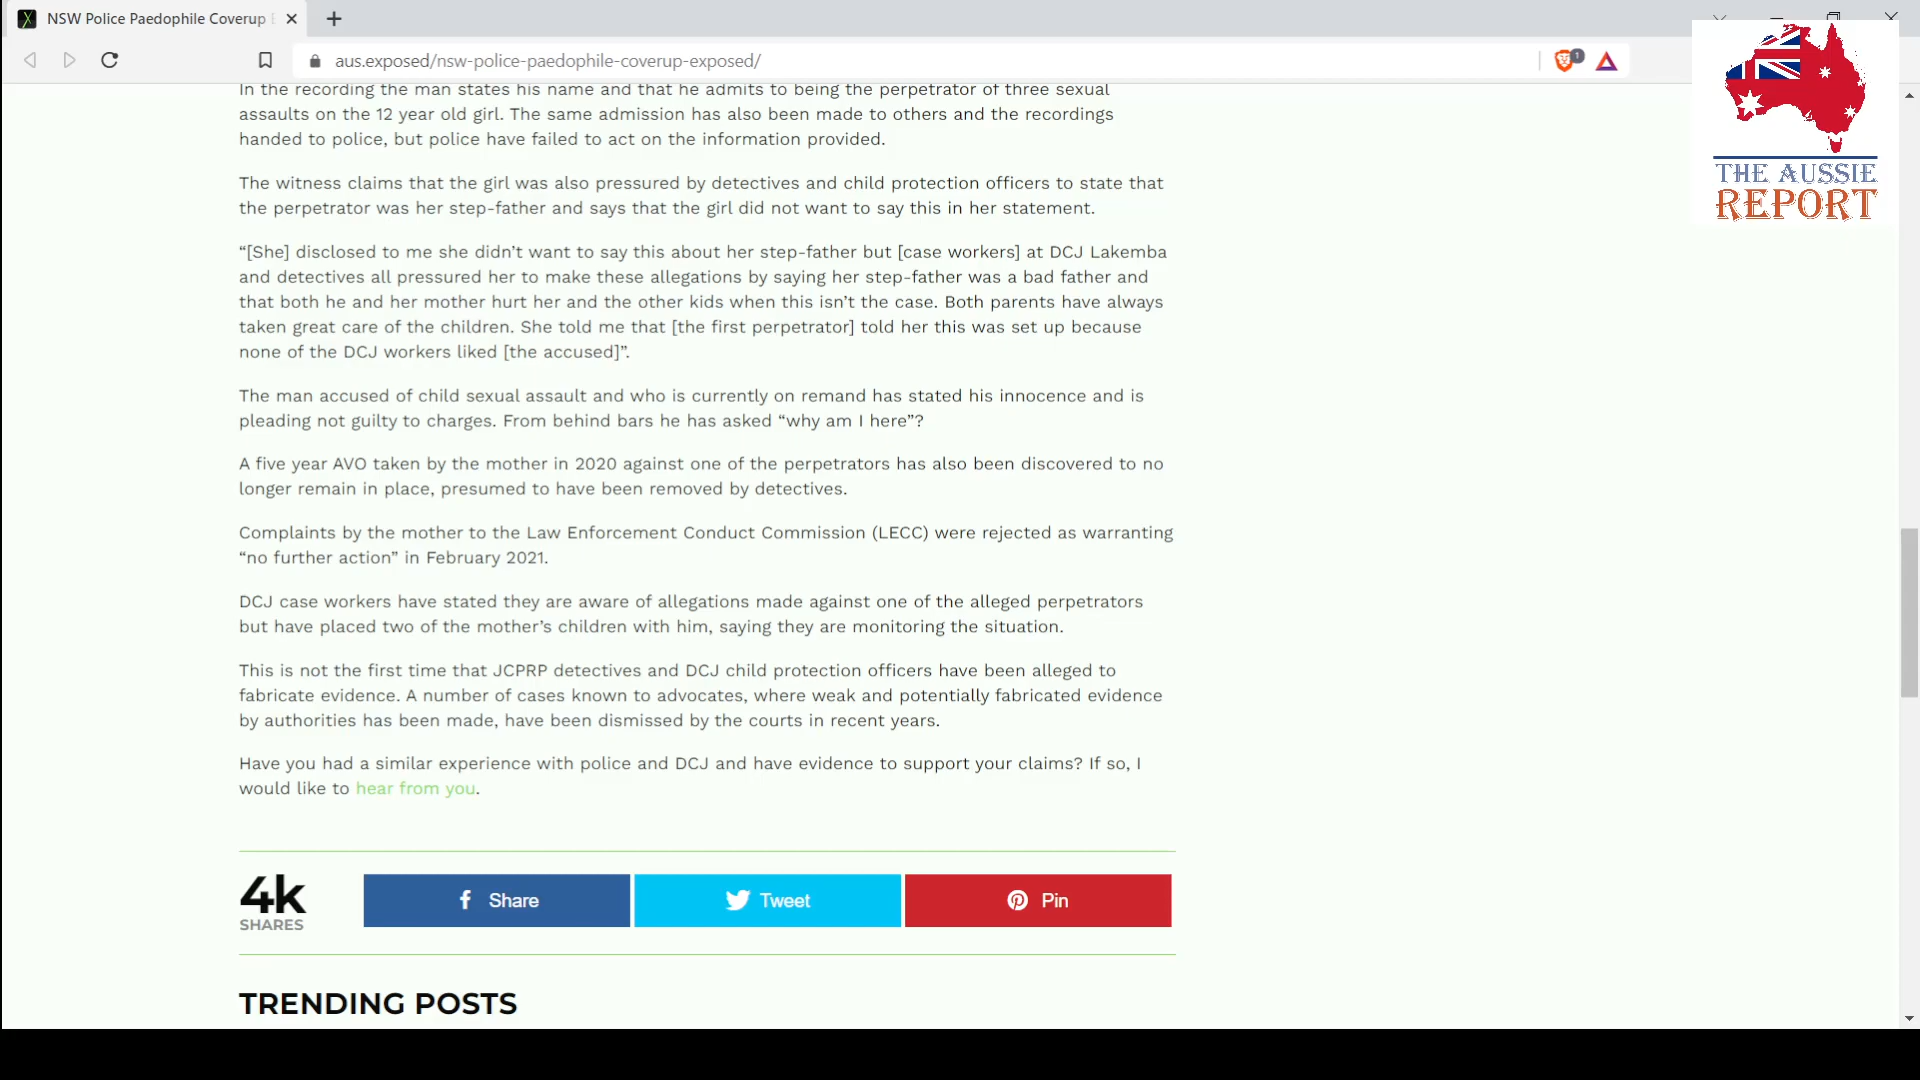 NSW Police Paedophile Coverup
aus.exposed/nsw-police-paedophile-coverup-exposed/
1
THE AUSSIE
REPORT
In the recording the man states his name and that he admits to being the perpetrator of three sexual
assaults on the 12 year old girl. The same admission has also been made to others and the recordings
handed to police, but police have failed to act on the information provided.
The witness claims that the girl was also pressured by detectives and child protection officers to state that
the perpetrator was her step-father and says that the girl did not want to say this in her statement.
“[She] disclosed to me she didn’t want to say this about her step-father but [case workers] at DCJ Lakemba
and detectives all pressured her to make these allegations by saying her step-father was a bad father and
that both he and her mother hurt her and the other kids when this isn’t the case. Both parents have always
taken great care of the children. She told me that [the first perpetrator] told her this was set up because
none of the DCJ workers liked [the accused]”.
The man accused of child sexual assault and who is currently on remand has stated his innocence and is
pleading not guilty to charges. From behind bars he has asked “why am I here”?
A five year AVO taken by the mother in 2020 against one of the perpetrators has also been discovered to no
longer remain in place, presumed to have been removed by detectives.
Complaints by the mother to the Law Enforcement Conduct Commission (LECC) were rejected as warranting
“no further action” in February 2021.
DCJ case workers have stated they are aware of allegations made against one of the alleged perpetrators
but have placed two of the mother’s children with him, saying they are monitoring the situation.
This is not the first time that JCPRP detectives and DCJ child protection officers have been alleged to
fabricate evidence. A number of cases known to advocates, where weak and potentially fabricated evidence
by authorities has been made, have been dismissed by the courts in recent years.
Have you had a similar experience with police and DCJ and have evidence to support your claims? If so, I
would like to hear from you.
4k
SHARES
Share
Tweet
Pin
TRENDING POSTS